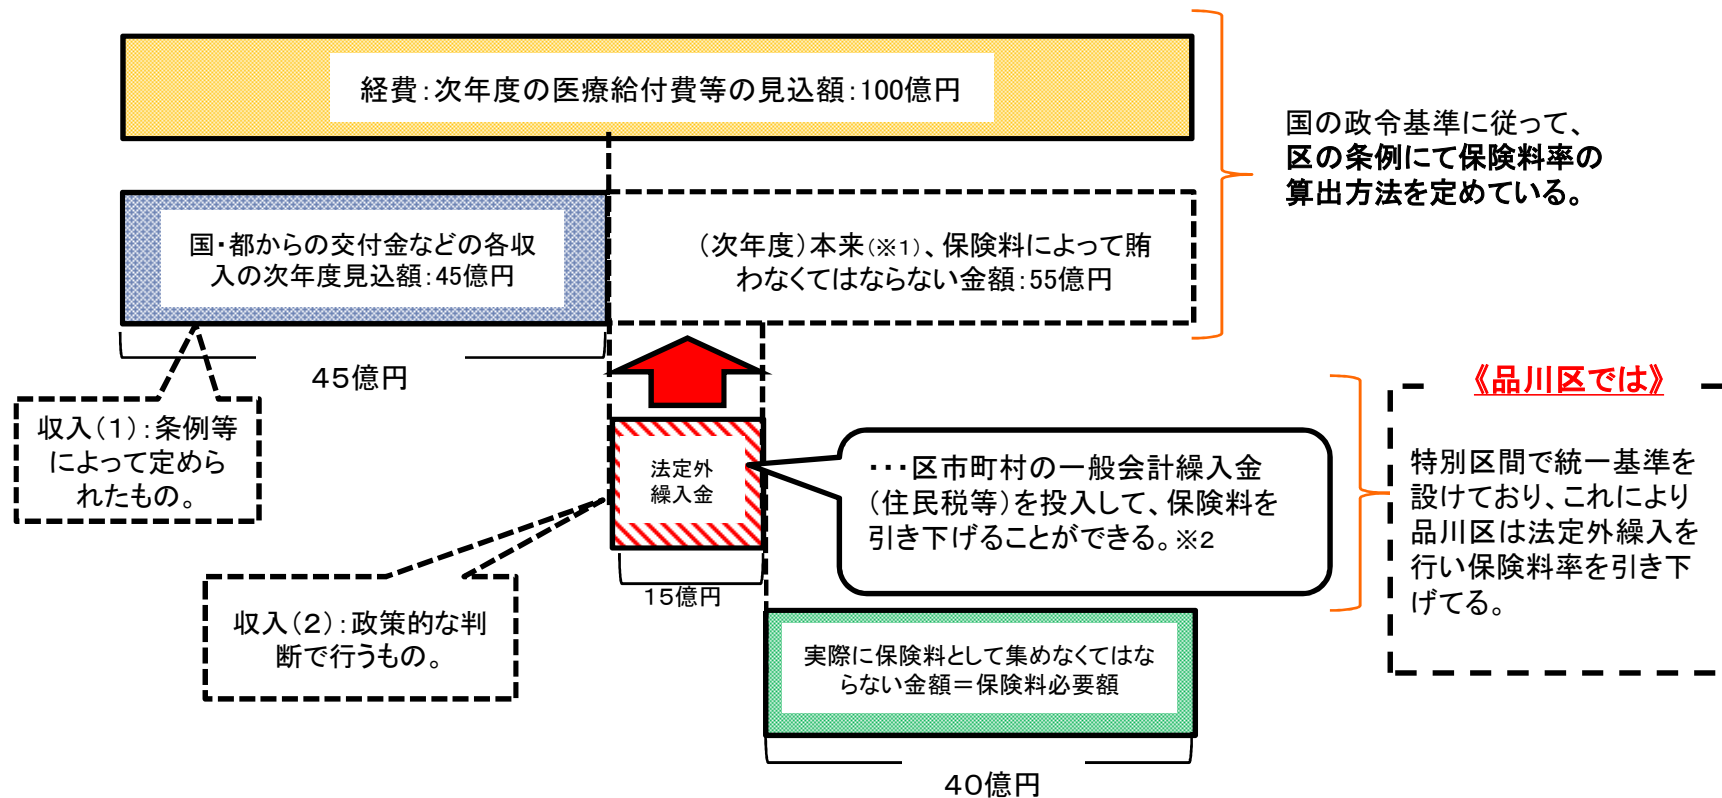 経費：次年度の医療給付費等の見込額：100億円
国の政令基準に従って、
区の条例にて保険料率の
算出方法を定めている。
国・都からの交付金などの各収
入の次年度見込額：45億円
（次年度）本来（※1）、保険料によって賄
わなくてはならない金額：55億円
45億円
収入（1）：条例等
によって定めら
れたもの。
法定外
繰入金
・・・区市町村の一般会計繰入金
（住民税等）を投入して、保険料を
引き下げることができる。※2
《品川区では》
特別区間で統一基準を
設けており、これにより
品川区は法定外繰入を
行い保険料率を引き下
げてる。
15億円
収入（2）：政策的な判
断で行うもの。
実際に保険料として集めなくてはな
らない金額＝保険料必要額
40億円